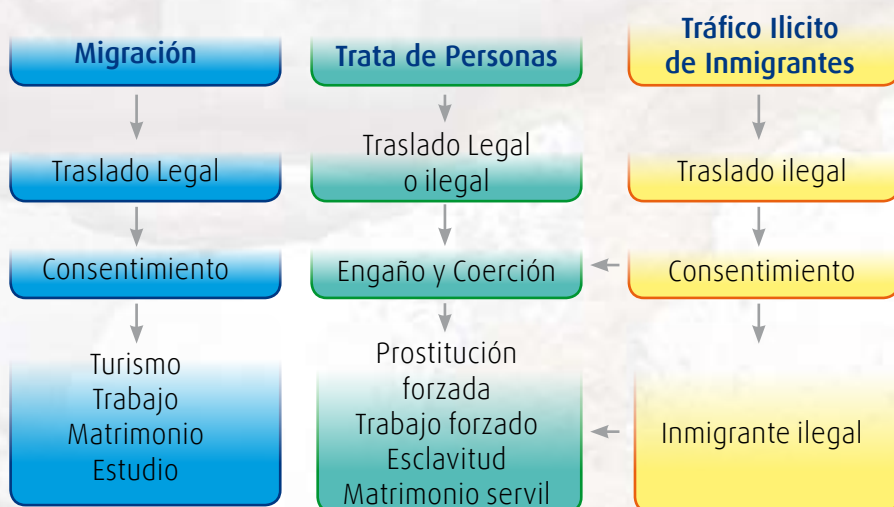 Migración
Trata de Personas
Tráfico Ilicito
de Inmigrantes
Traslado Legal
Traslado Legal
o ilegal
Traslado ilegal
Consentimiento
Engaño y Coerción
Consentimiento
Turismo
Trabajo
Matrimonio
Estudio
Prostitución
forzada
Trabajo forzado
Esclavitud
Matrimonio servil
Inmigrante ilegal